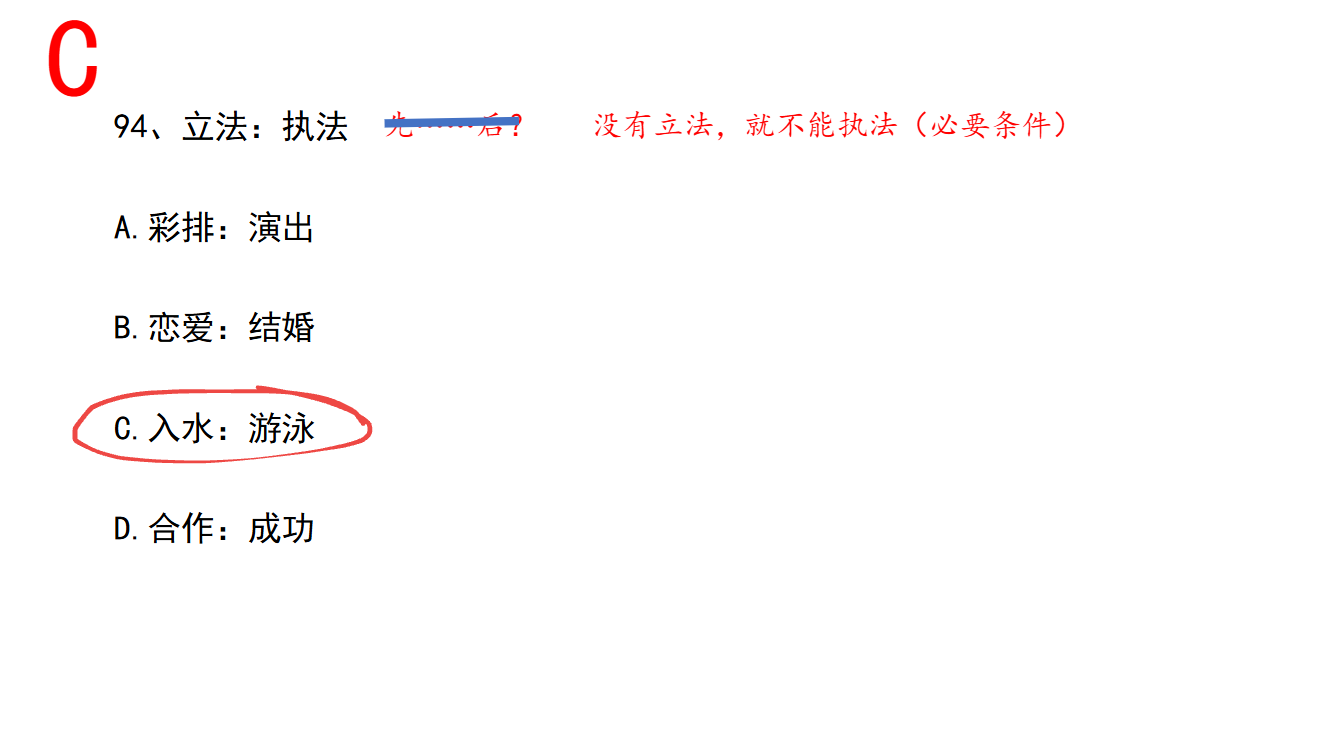 C
94、立法：执法 先……后？ 没有立法，就不能执法（必要条件）
A.彩排：演出
B.恋爱：结婚
C.入水：游泳
D.合作：成功